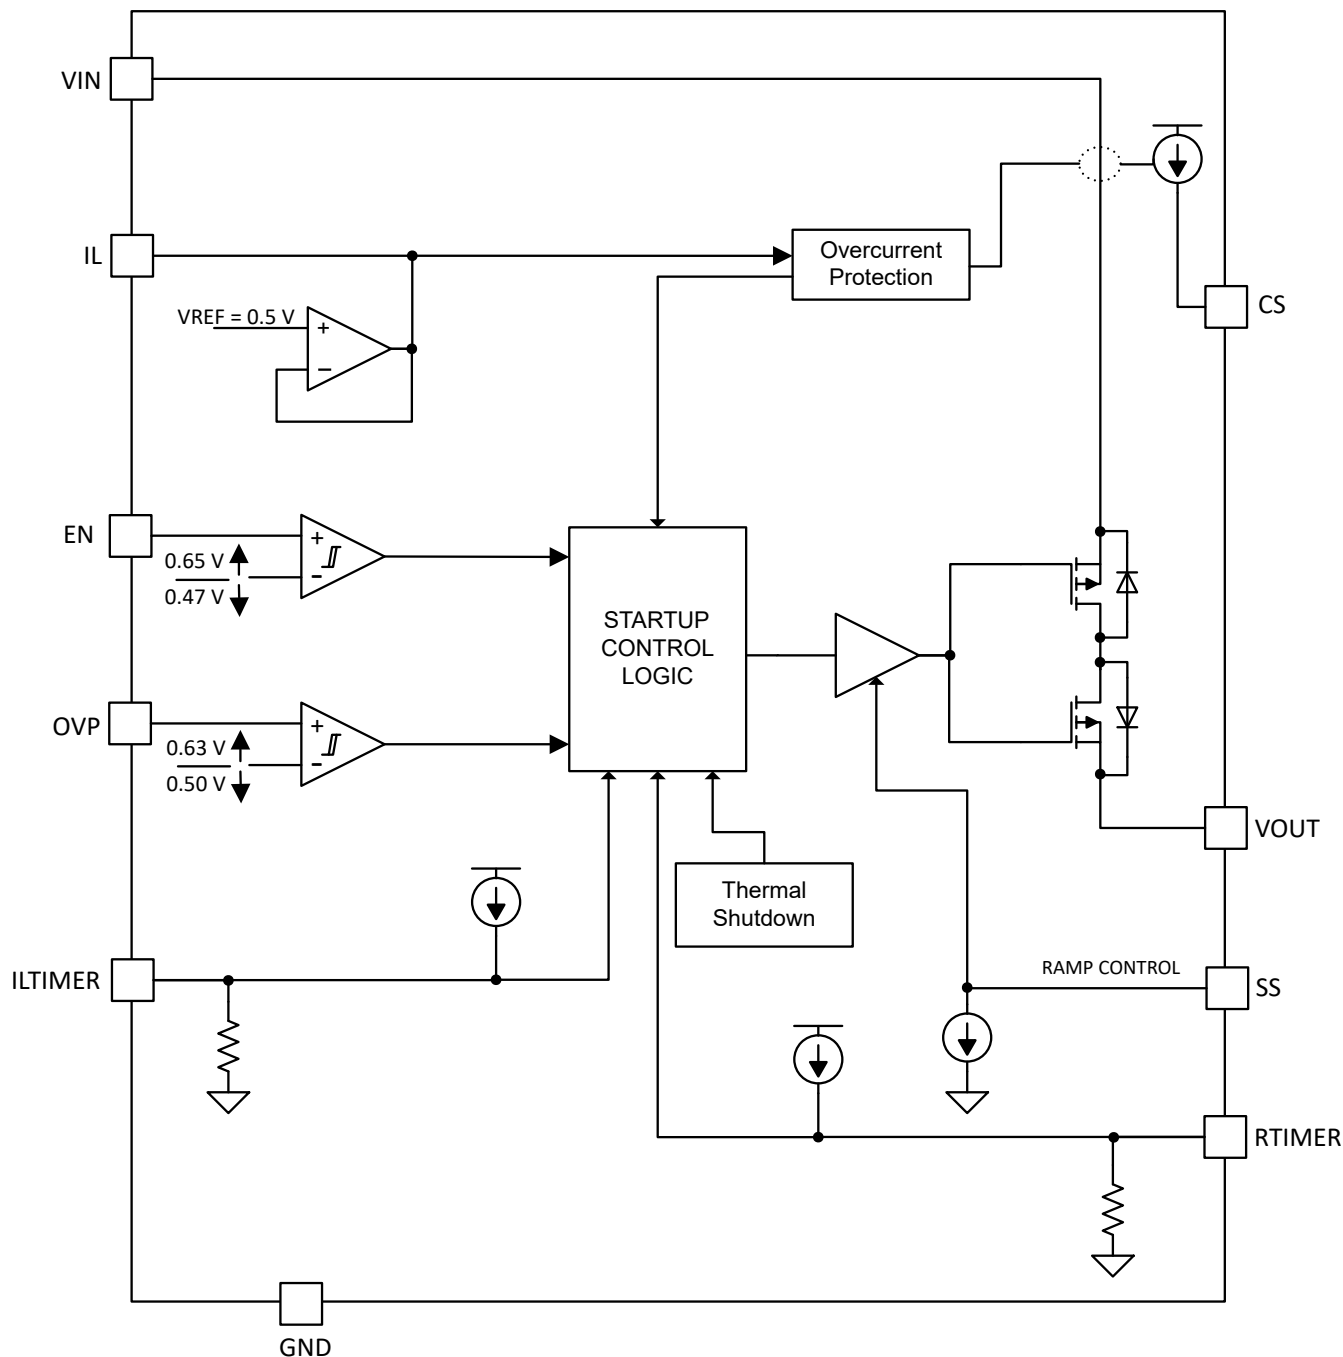 VIN
IL
Overcurrent
Protection
CS
VREF = 0.5 V
+
−
EN
+
−
0.65 V
0.47 V
STARTUP
CONTROL
LOGIC
OVP
+
−
0.63 V
0.50 V
VOUT
Thermal
Shutdown
ILTIMER
RAMP CONTROL
SS
RTIMER
GND